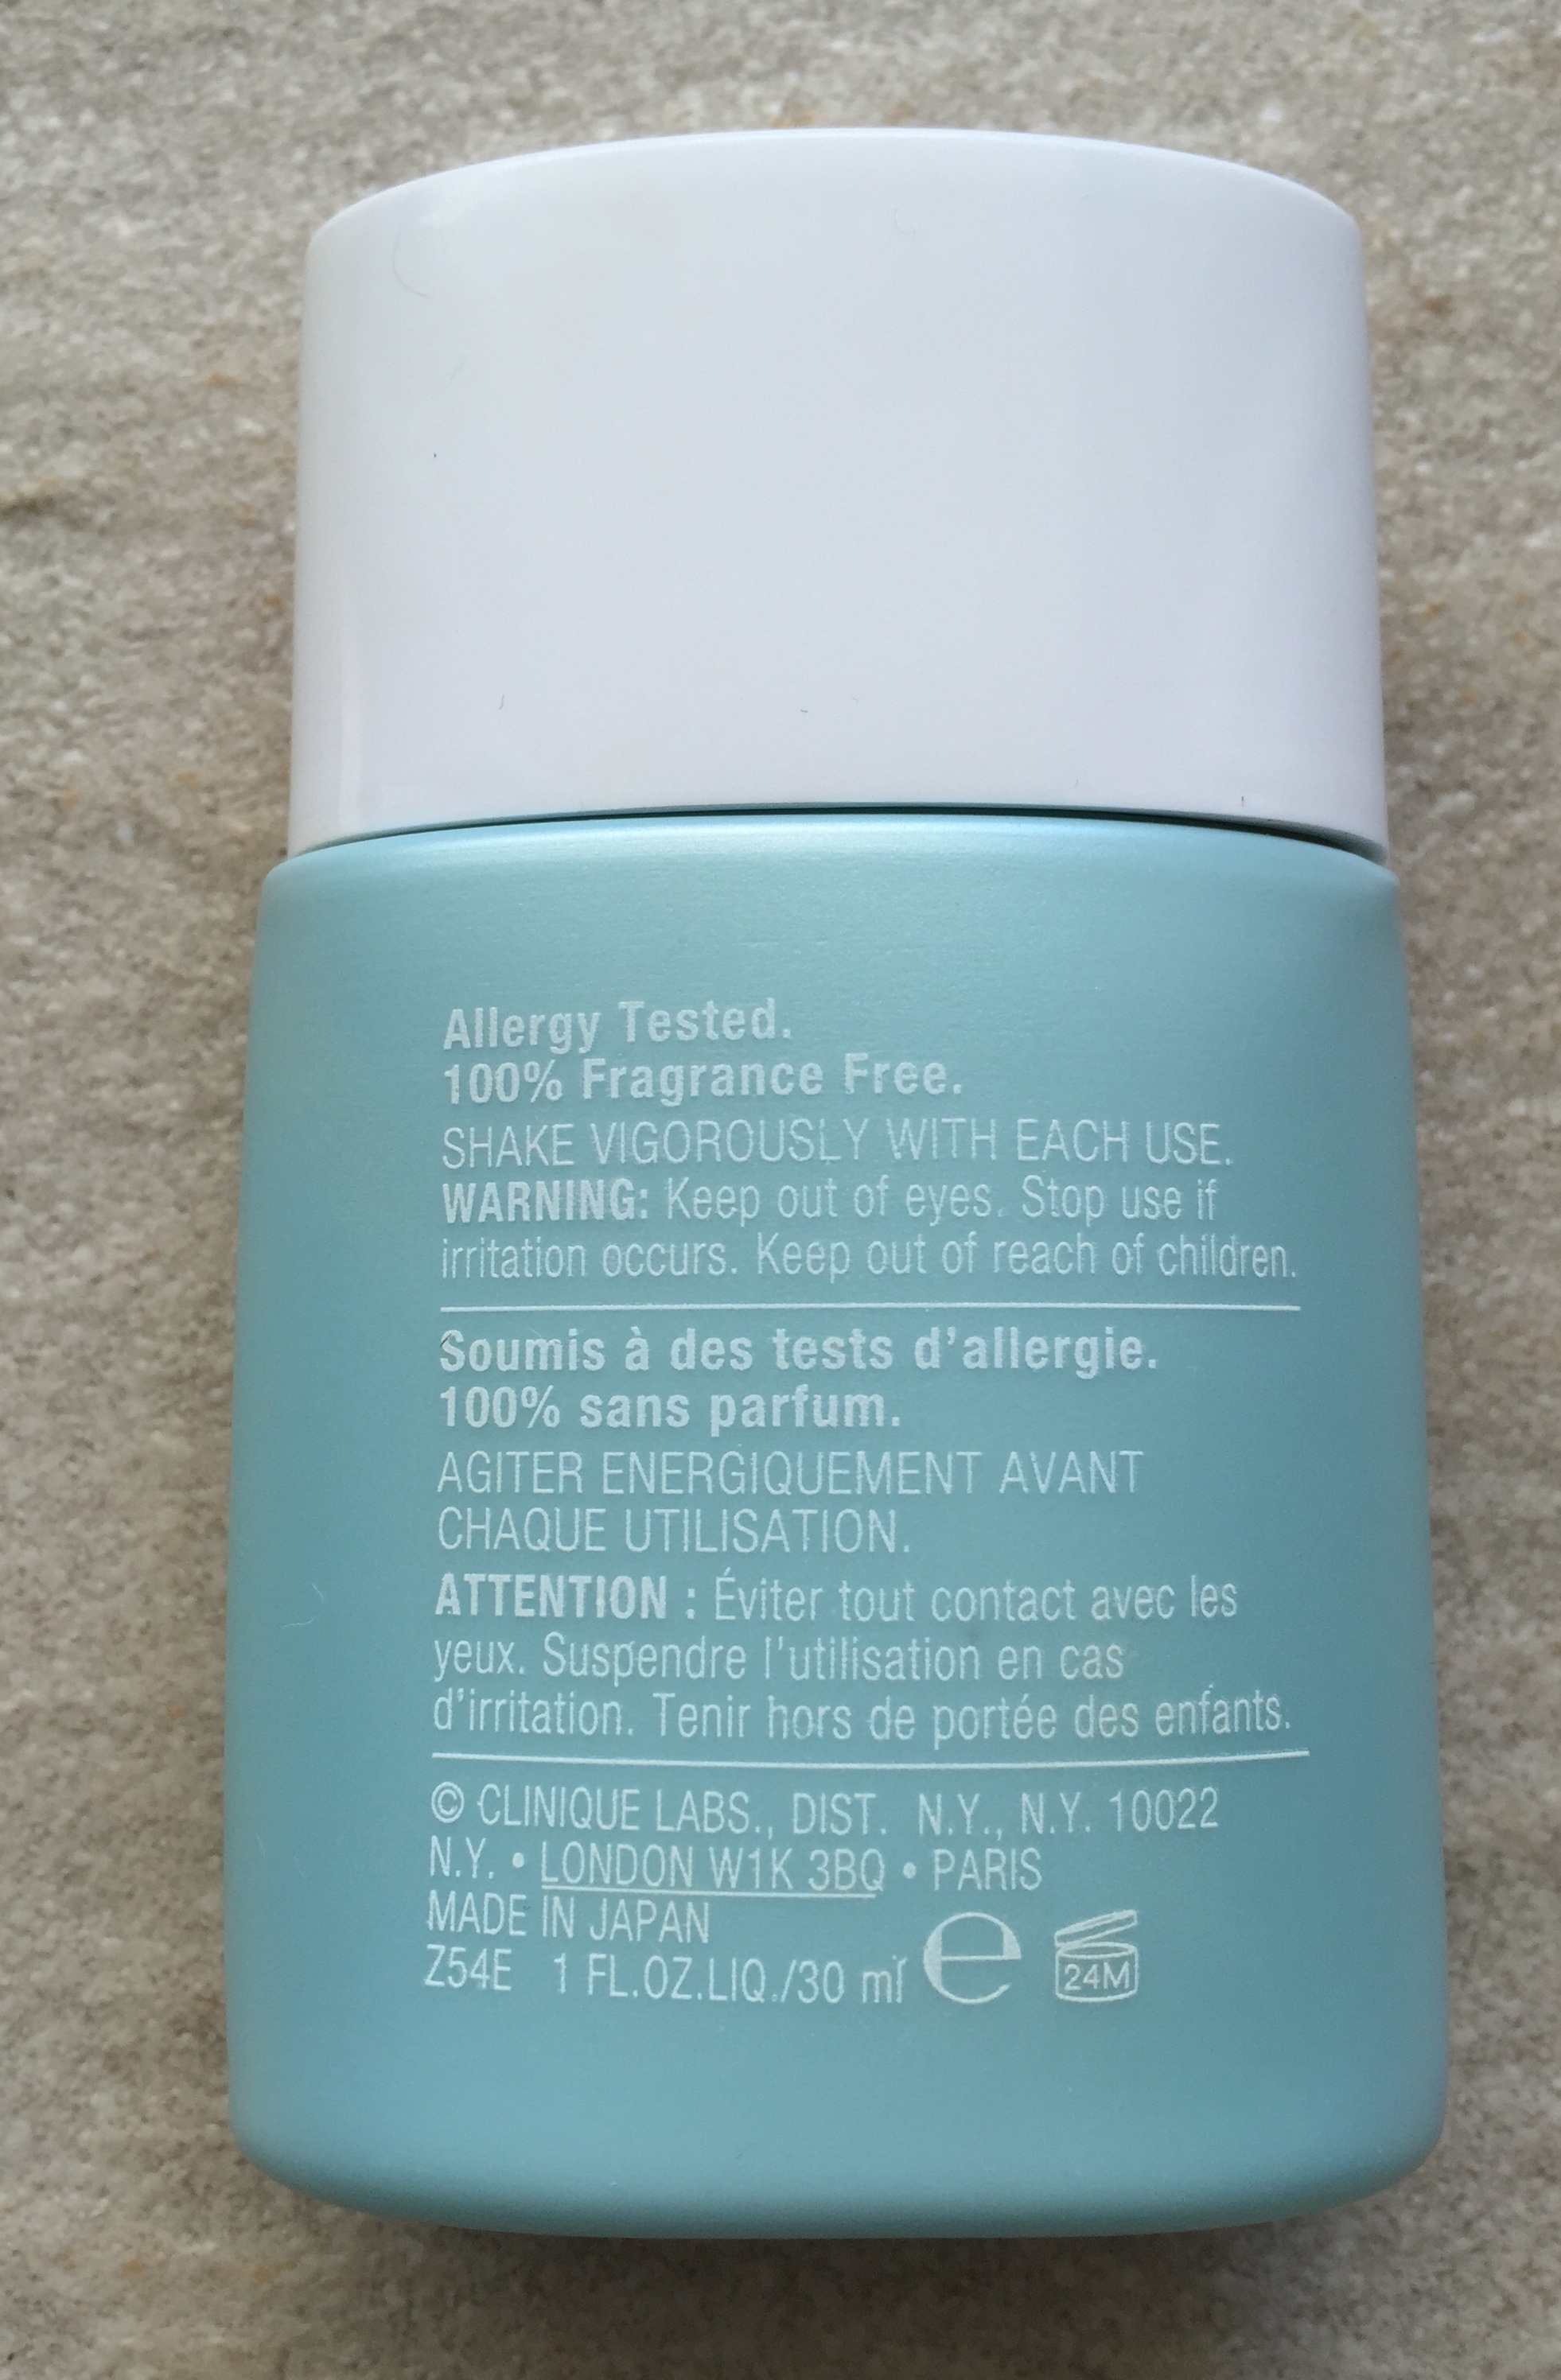 Allergy Tested.
100% Fragrance Free.
SHAKE VIGOROUSLY WITH EACH USE.
WARNING: Keep out of eyes. Stop use if
irritation occurs. Keep out of reach of children.
Soumis à des tests d'allergie.
100% sans parfum.
AGITER ENERGIQUEMENT AVANT
CHAQUE UTILISATION.
ATTENTION : Éviter tout contact avec les
yeux. Suspendre l'utilisation en cas
d'irritation. Tenir hors de portée des enfants.
© CLINIQUE LABS., DIST. N.Y., N.Y. 10022
N.Y. • LONDON W1K 3BQ • PARIS
MADE IN JAPAN
Z54E 1 FL.OZ.LIQ./30 ml e 24M